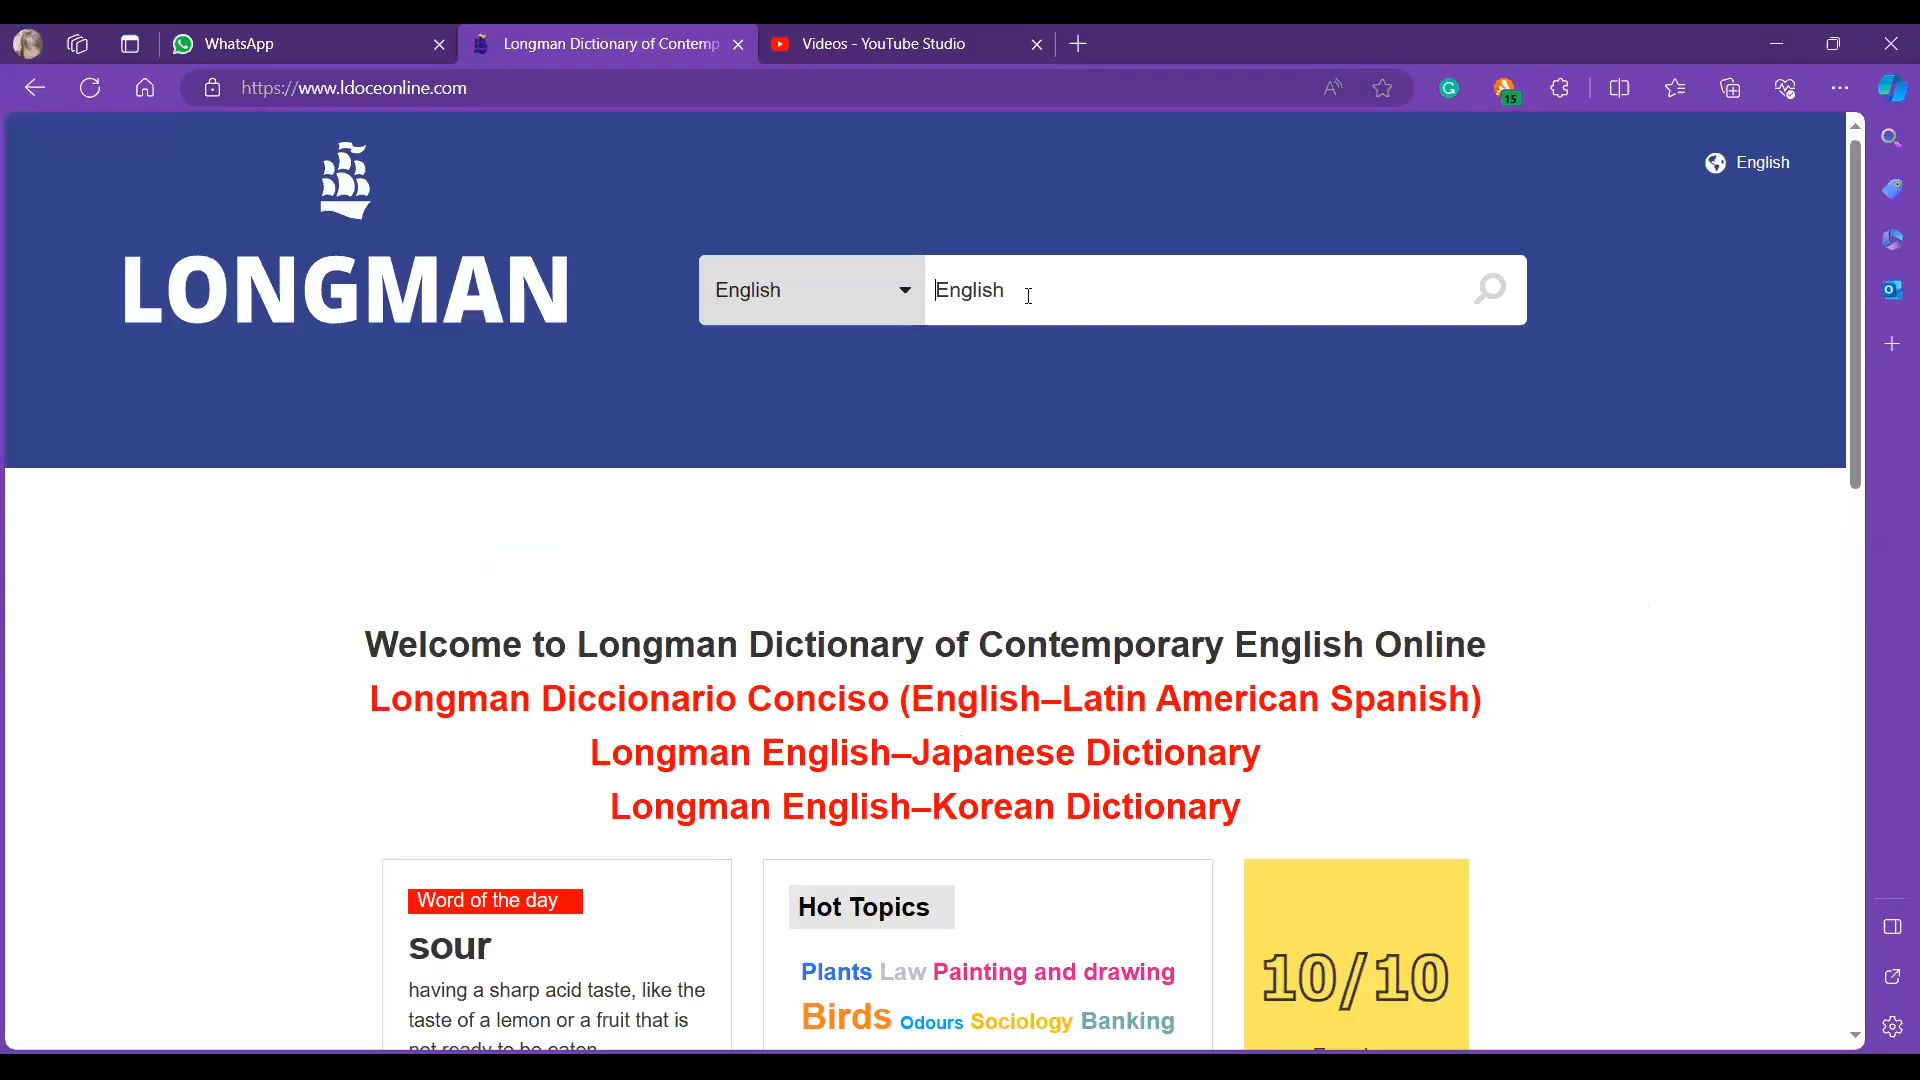 WhatsApp
Longman Dictionary of Contemp
Videos - YouTube Studio
https://www.ldoceonline.com
15
English
LONGMAN
English
English
Welcome to Longman Dictionary of Contemporary English Online
Longman Diccionario Conciso (English–Latin American Spanish)
Longman English–Japanese Dictionary
Longman English–Korean Dictionary
Word of the day
sour
having a sharp acid taste, like the
taste of a lemon or a fruit that is
not ready to be eaten
Hot Topics
Plants Law Painting and drawing
Birds Odours Sociology Banking
10/10